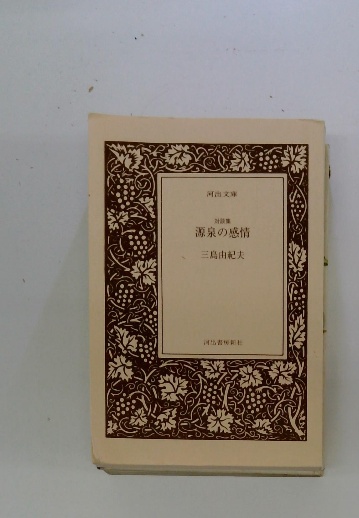 河出文庫
対談集
源泉の感情
三島由紀夫
河出書房新社